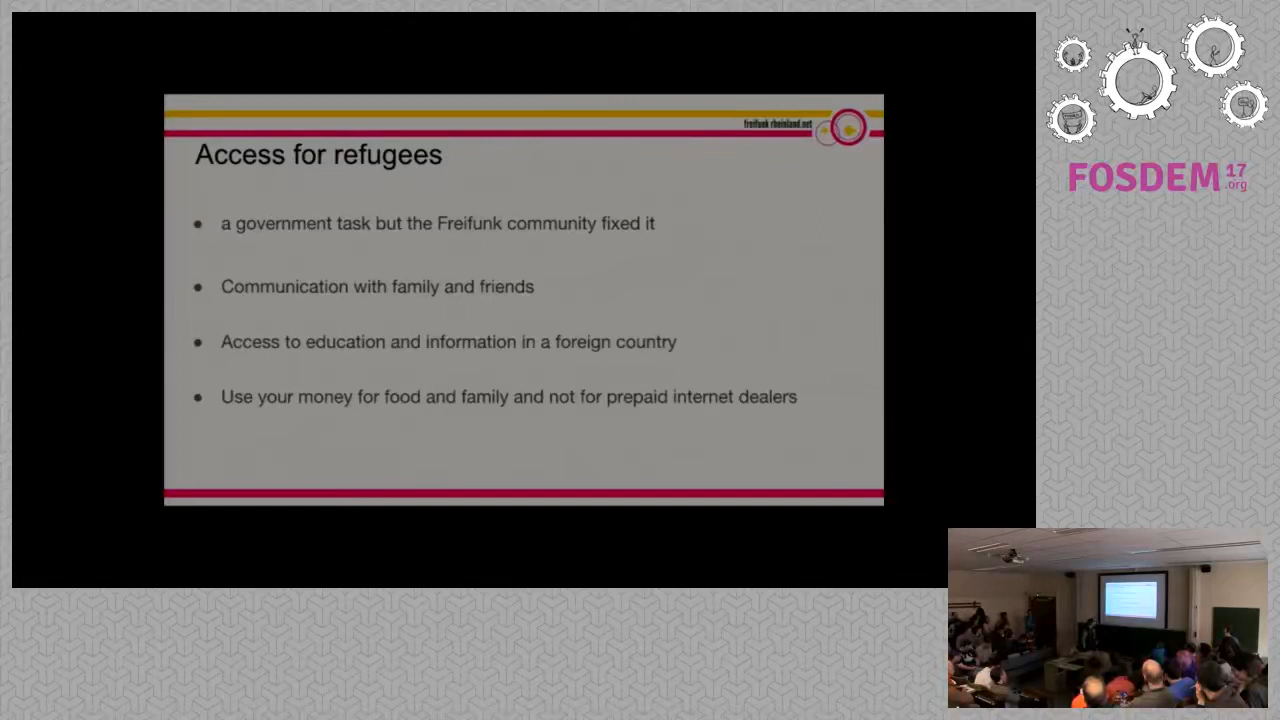 freifunk rheinland.net
Access for refugees
a government task but the Freifunk community fixed it
Communication with family and friends
Access to education and information in a foreign country
Use your money for food and family and not for prepaid internet dealers
FOSDEM 17
.org